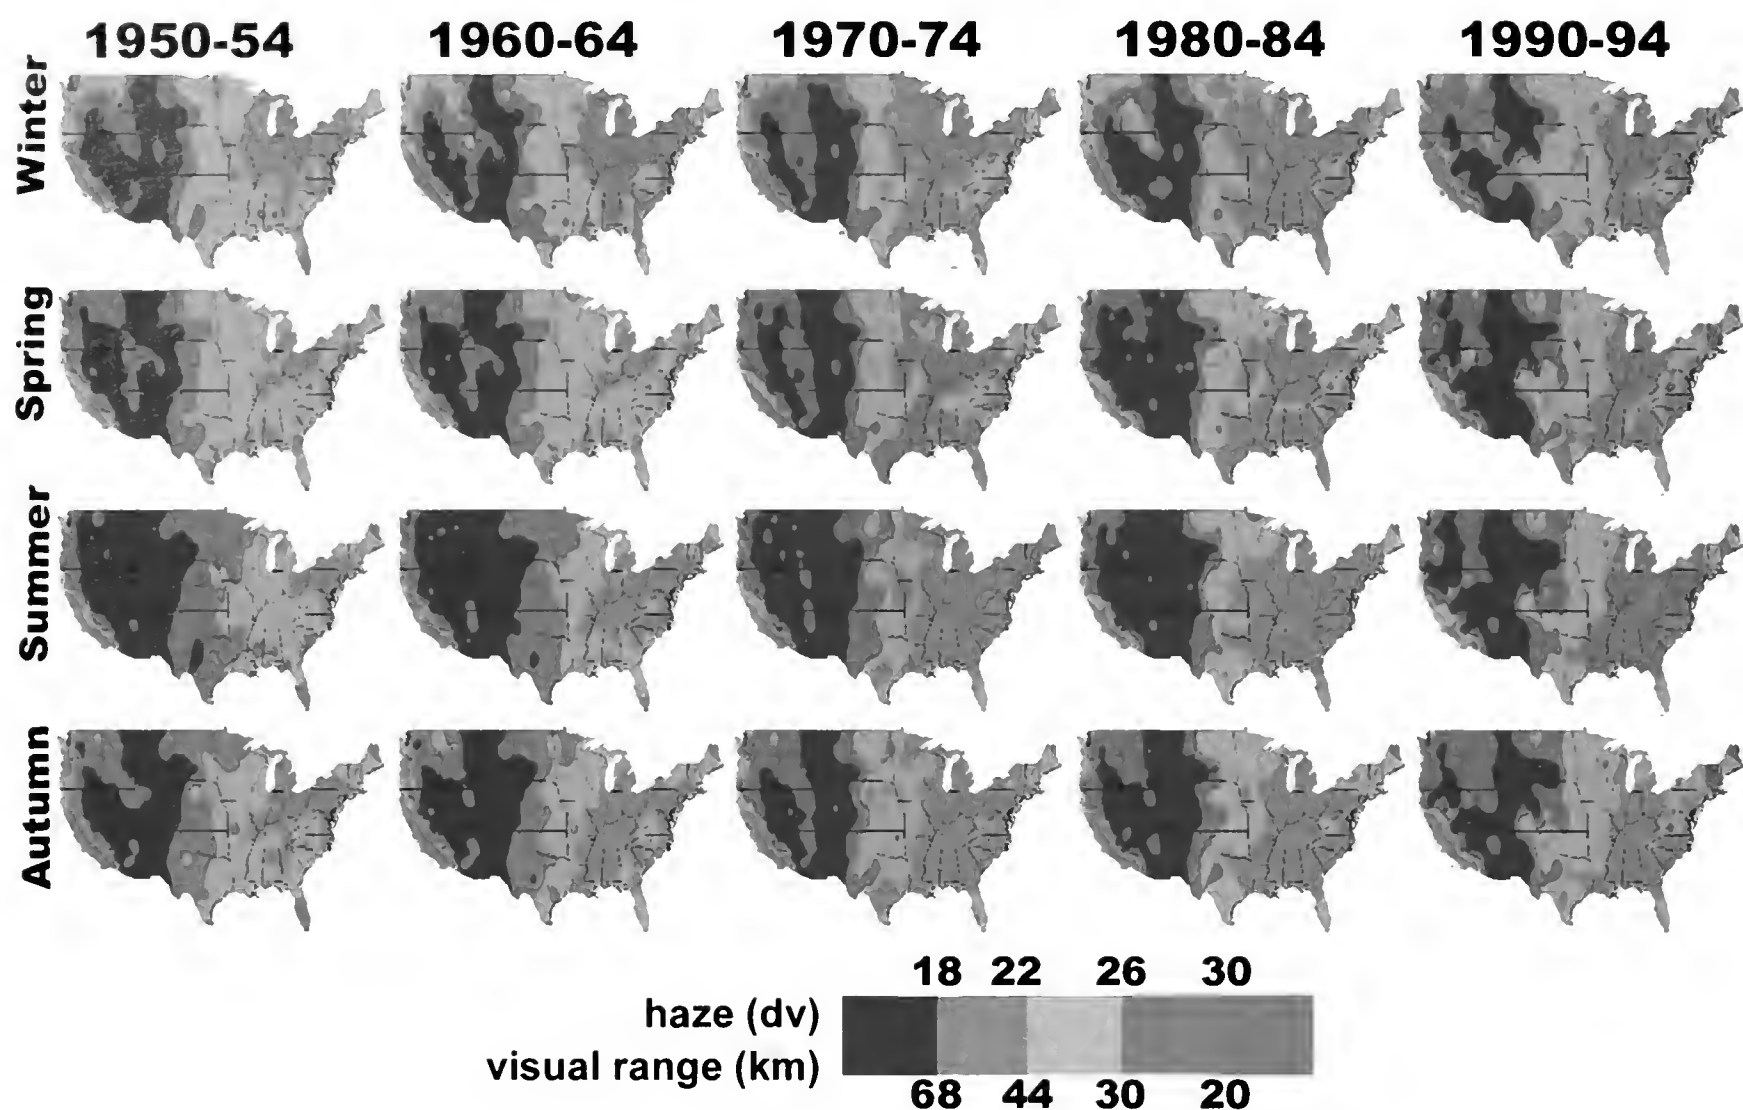 1950-54 1960-64 1970-74 1980-84 1990-94
Winter
Spring
Summer
Autumn
18 22 26 30
haze (dv)
visual range (km)
68 44 30 20